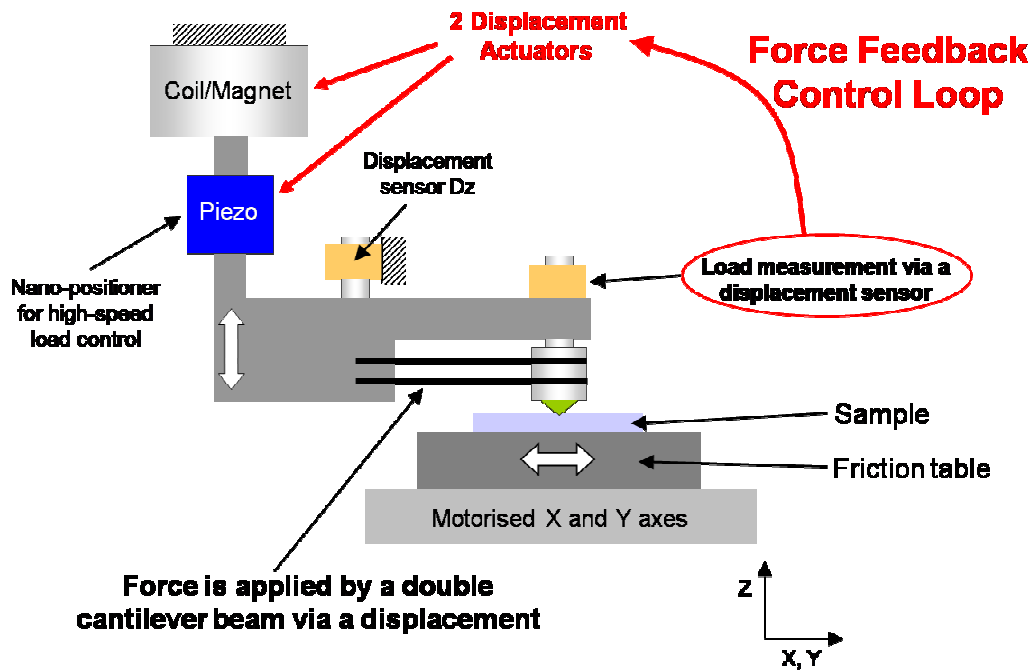 2 Displacement
Actuators
Force Feedback
Control Loop
Coil/Magnet
Displacement
sensor Dz
Piezo
Load measurement via a
displacement sensor
Nano-positioner
for high-speed
load control
Sample
Friction table
Motorised X and Y axes
Force is applied by a double
cantilever beam via a displacement
Z
X, Y